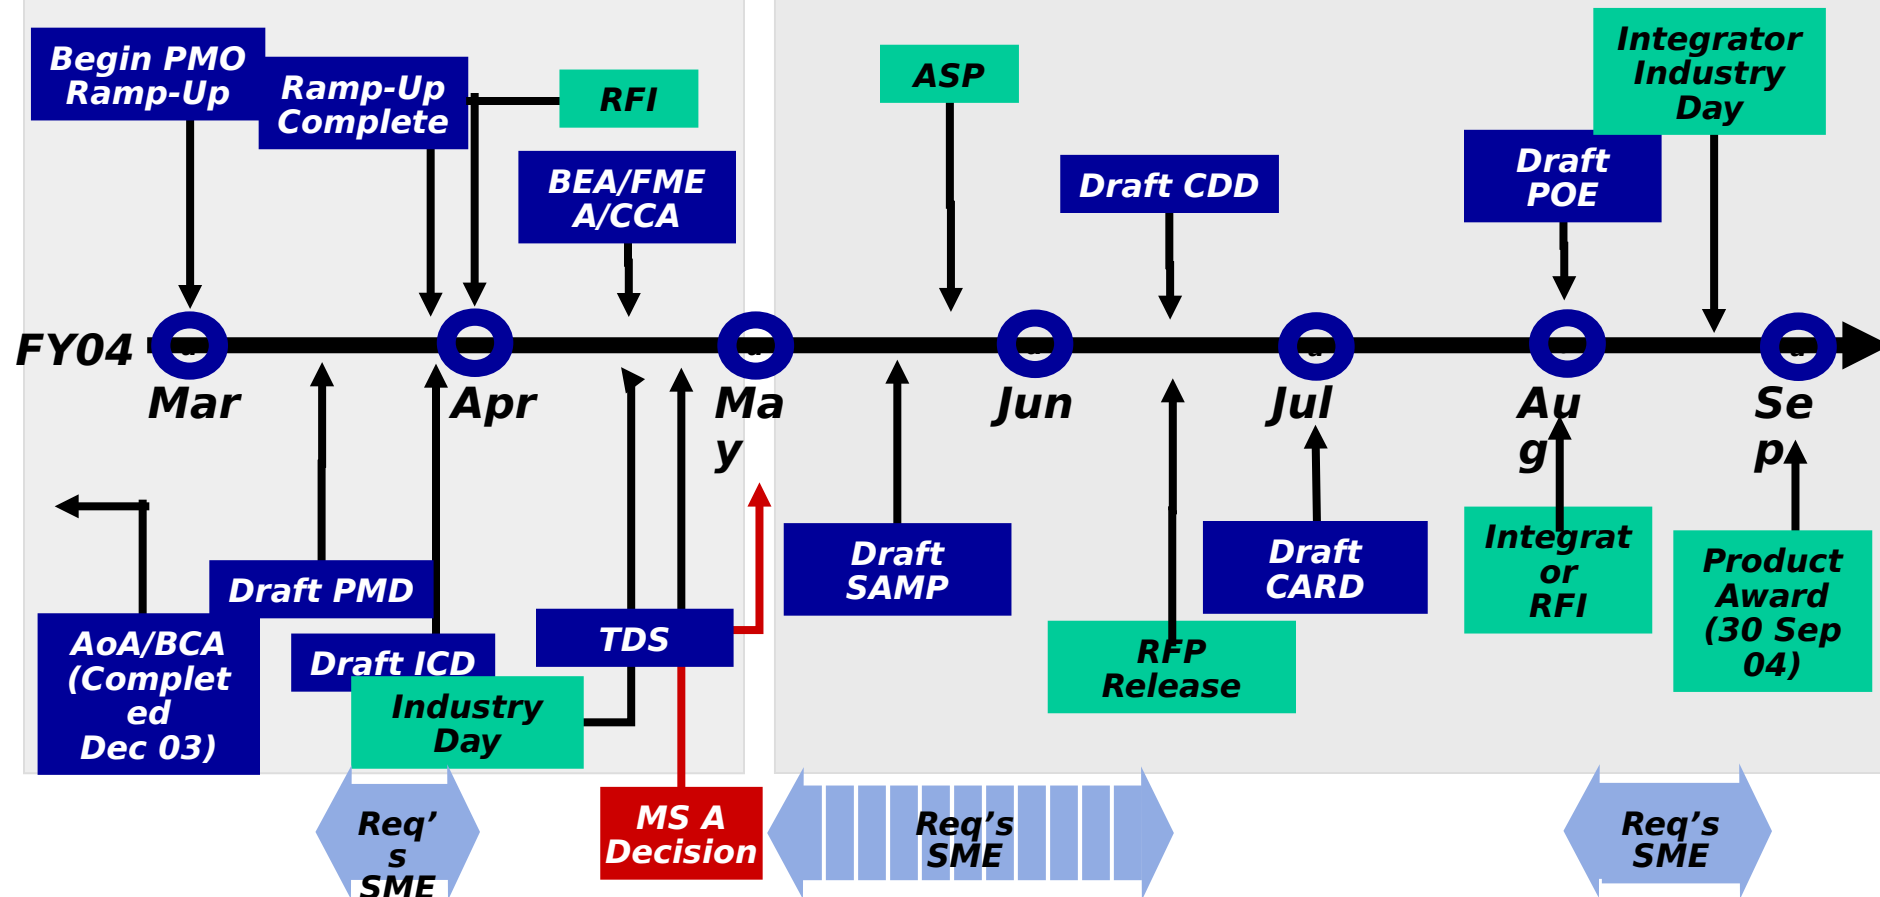 Begin PMO
Ramp-Up
Ramp-Up
Complete
RFI
BEA/FME
A/CCA
ASP
Draft CDD
Draft
POE
Integrator
Industry
Day
FY04
Mar
Apr
Ma
y
Jun
Jul
Au
g
Se
p
AoA/BCA
(Complet
ed
Dec 03)
Draft PMD
Draft ICD
Industry
Day
TDS
MS A
Decision
Draft
SAMP
RFP
Release
Draft
CARD
Integrat
or
RFI
Product
Award
(30 Sep
04)
Req’
s
SME
Req’s
SME
Req’s
SME